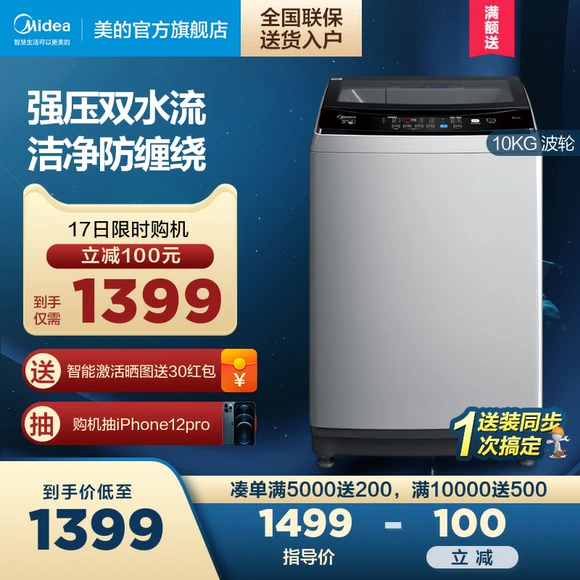 Midea
智慧生活可以更美的
美的官方旗舰店
全国联保
送货入户
满额送
强压双水流
洁净防缠绕
10KG 波轮
17日限时购机
立减100元
到手仅需
1399
送 智能激活晒图送30红包
抽 购机抽iPhone12pro
1次搞定
送装同步
到手价低至
1399
凑单满5000送200，满10000送500
1499 - 100
指导价 立减